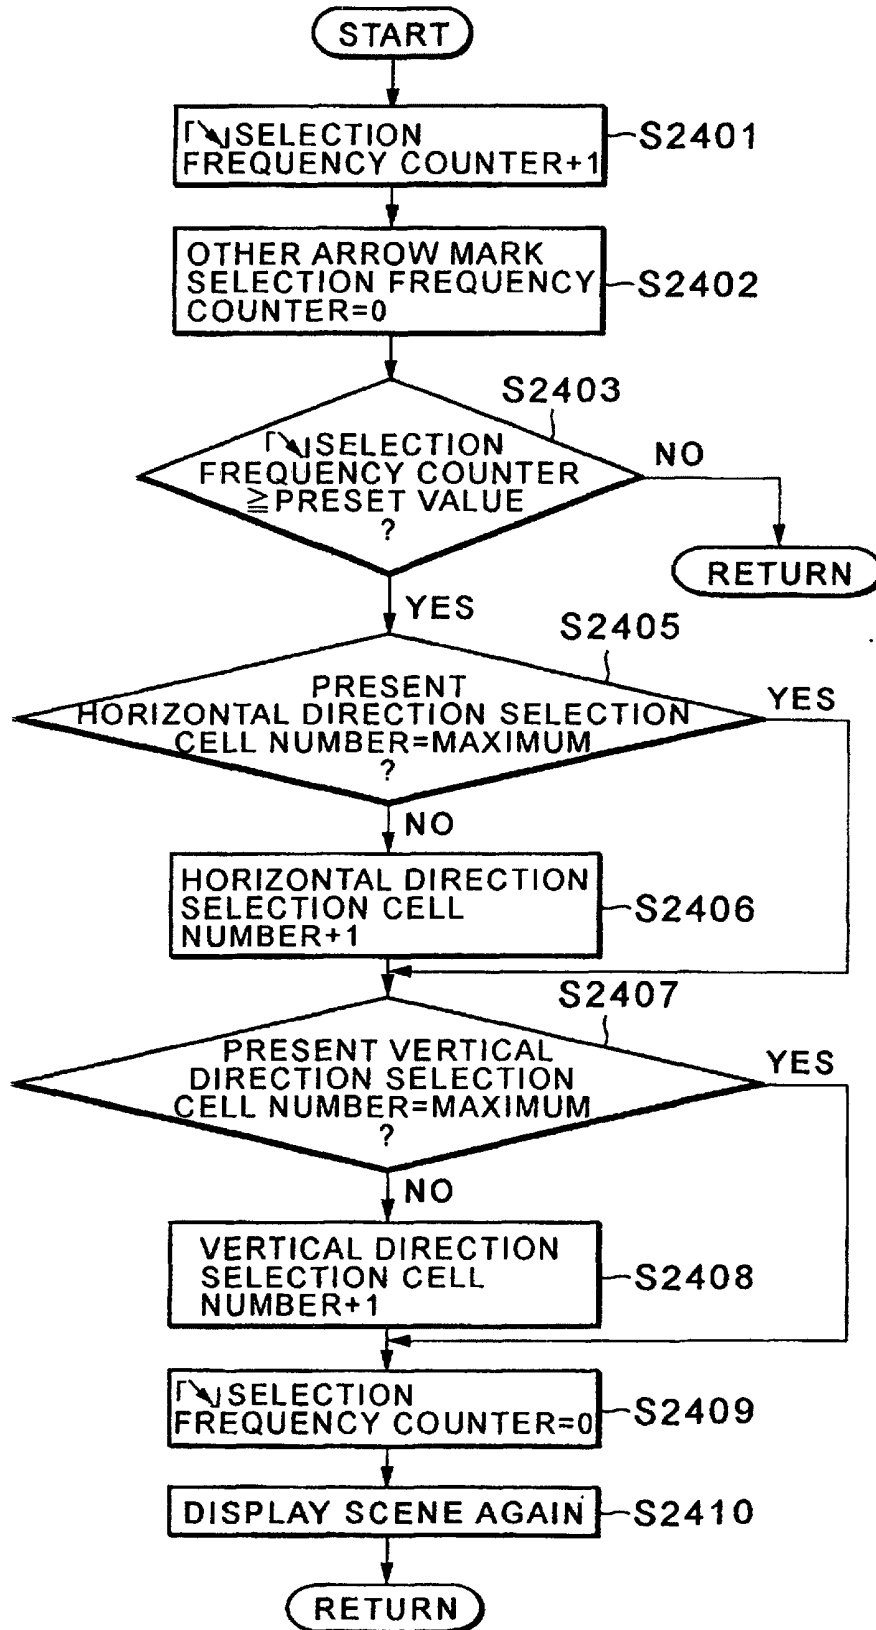 START
「↘」SELECTION
FREQUENCY COUNTER+1
S2401
OTHER ARROW MARK
SELECTION FREQUENCY
COUNTER=0
S2402
S2403
「↘」SELECTION
FREQUENCY COUNTER
≧PRESET VALUE
?
NO
RETURN
YES
S2405
PRESENT
HORIZONTAL DIRECTION SELECTION
CELL NUMBER=MAXIMUM
?
YES
NO
HORIZONTAL DIRECTION
SELECTION CELL
NUMBER+1
S2406
S2407
PRESENT VERTICAL
DIRECTION SELECTION
CELL NUMBER=MAXIMUM
?
YES
NO
VERTICAL DIRECTION
SELECTION CELL
NUMBER+1
S2408
「↘」SELECTION
FREQUENCY COUNTER=0
S2409
DISPLAY SCENE AGAIN
S2410
RETURN